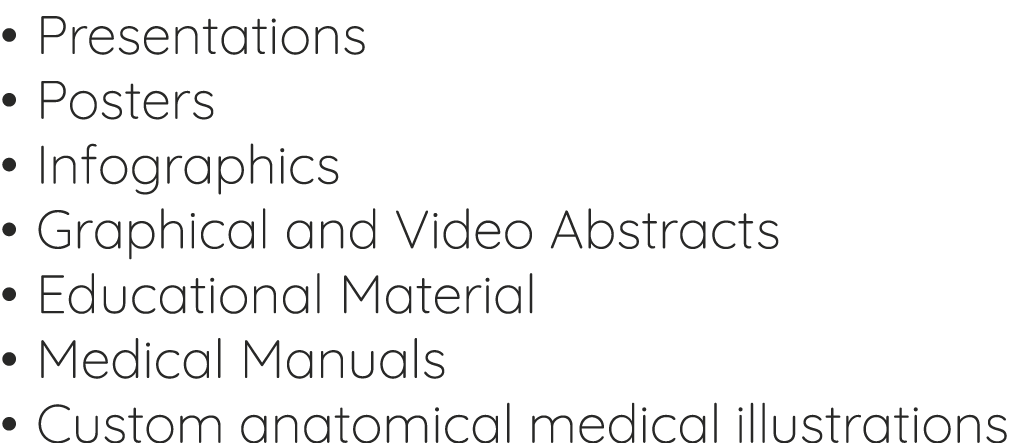 • Presentations
• Posters
• Infographics
• Graphical and Video Abstracts
• Educational Material
• Medical Manuals
• Custom anatomical medical illustrations